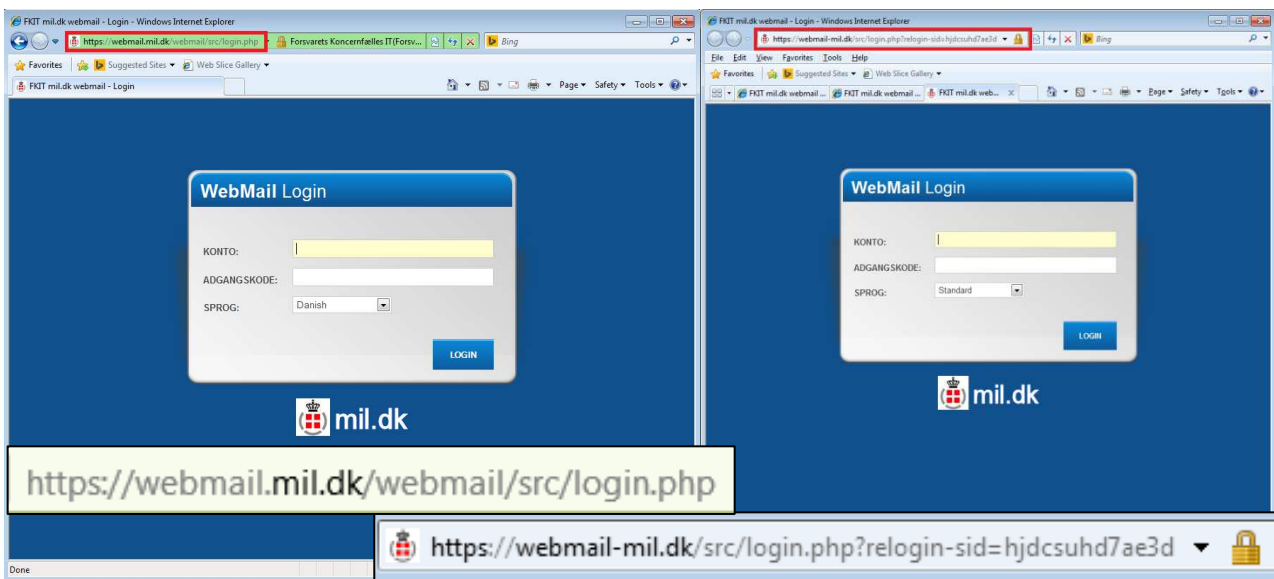 FKIT mil.dk webmail - Login - Windows Internet Explorer
https://webmail.mil.dk/webmail/src/login.php
Forsvarets Koncernfælles IT(Forsv...
Bing
Favorites
Suggested Sites
Web Slice Gallery
FKIT mil.dk webmail - Login
Page
Safety
Tools
WebMail Login
KONTO:
ADGANGSKODE:
SPROG:
Danish
LOGIN
mil.dk
Done
FKIT mil.dk webmail - Login - Windows Internet Explorer
https://webmail-mil.dk/src/login.php?relogin-sid=hjdcsuhd7ae3d
Bing
File Edit View Favorites Tools Help
Favorites
Suggested Sites
Web Slice Gallery
FKIT mil.dk webmail ...
FKIT mil.dk webmail ...
FKIT mil.dk web...
Page
Safety
Tools
WebMail Login
KONTO:
ADGANGSKODE:
SPROG:
Standard
LOGIN
mil.dk
https://webmail.mil.dk/webmail/src/login.php
https://webmail-mil.dk/src/login.php?relogin-sid=hjdcsuhd7ae3d